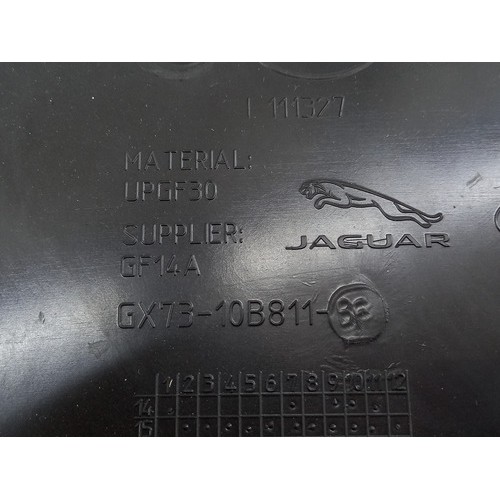 L 111327
MATERIAL:
UPGF30
SUPPLIER:
GF14A
JAGUAR
GX73-10B811-
1 2 3 4 5 6 7 8 9 10 11 12
14
15